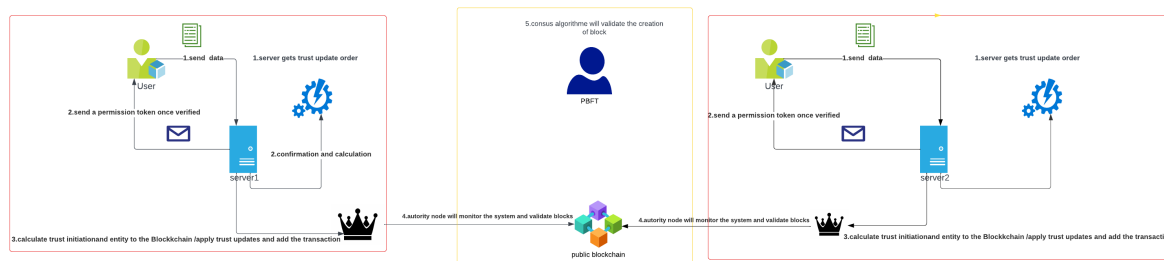 1.send data
1.server gets trust update order
User
2.send a permission token once verified
2.confirmation and calculation
server1
3.calculate trust initiationand entity to the Blockkchain /apply trust updates and add the transaction
4.autority node will monitor the system and validate blocks
5.consus algorithme will validate the creation
of block
PBFT
public blockchain
4.autority node will monitor the system and validate blocks
1.send data
1.server gets trust update order
User
2.send a permission token once verified
server2
3.calculate trust initiationand entity to the Blockkchain /apply trust updates and add the transacti